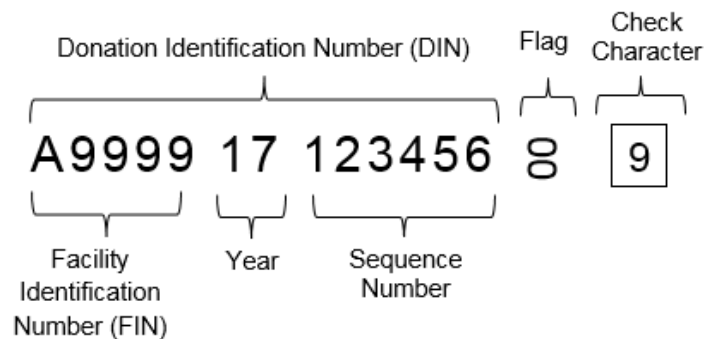 Donation Identification Number (DIN)
Flag
Check
Character
A9999 17 123456 00 9
Facility
Identification
Number (FIN)
Year
Sequence
Number